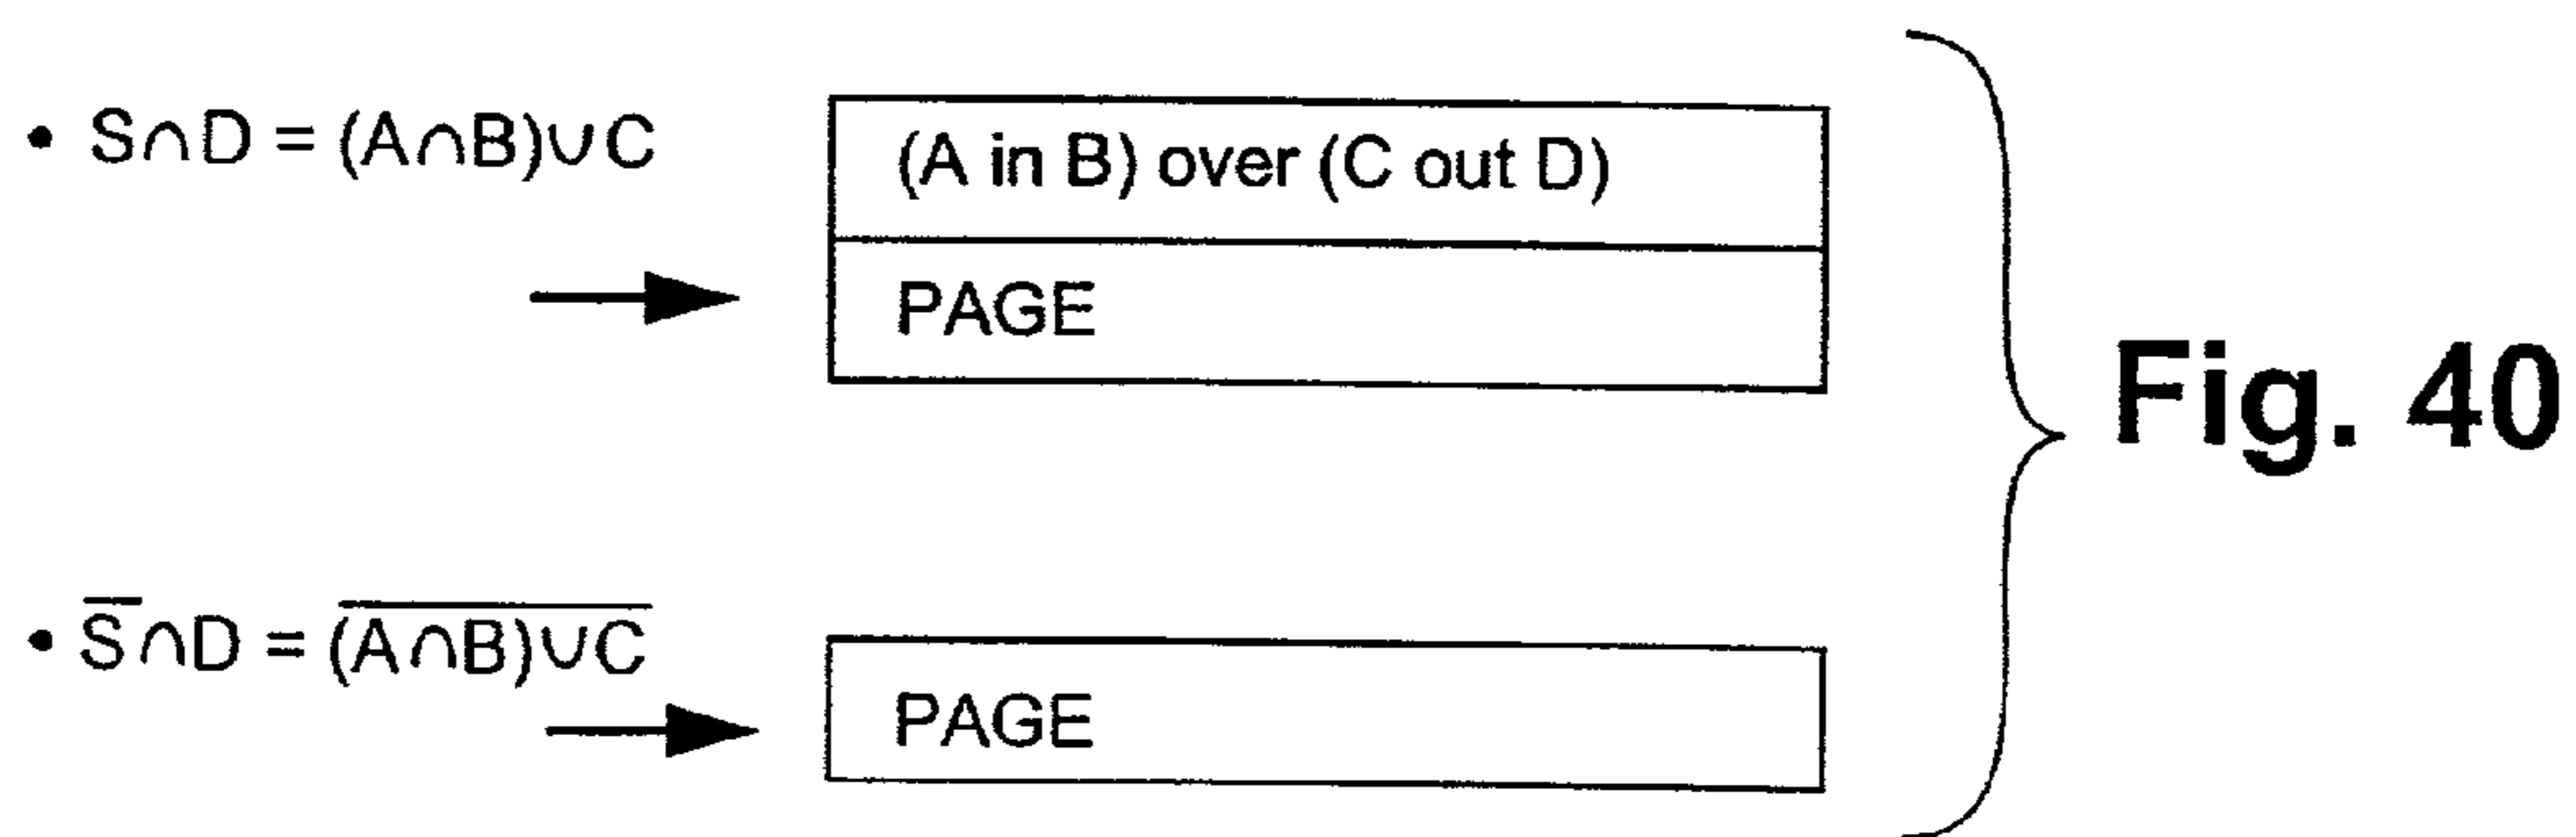 • S∩D = (A∩B)∪C
(A in B) over (C out D)
PAGE
• S̅∩D = (̅A̅∩̅B̅)̅∪̅C̅
PAGE
Fig. 40